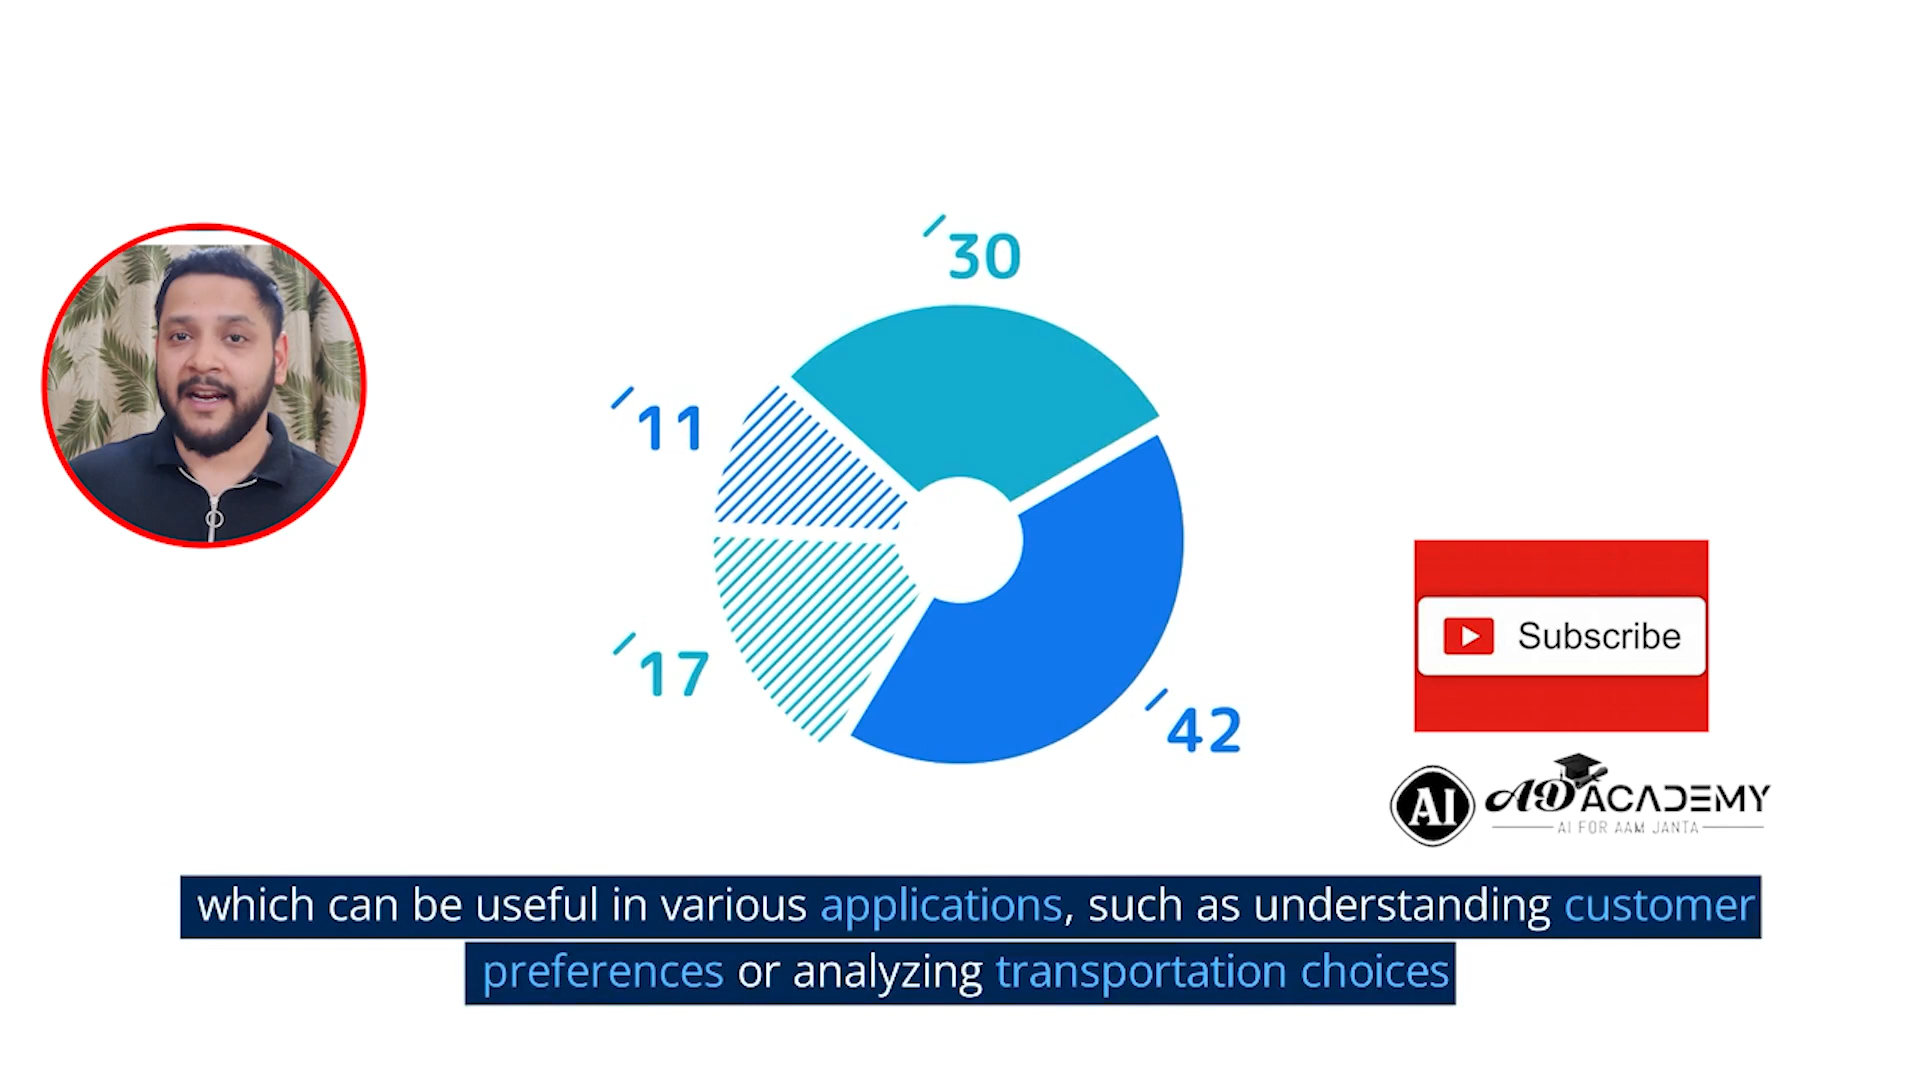 ´30
´11
´17
´42
Subscribe
AI
AD ACADEMY
AI FOR AAM JANTA
which can be useful in various applications, such as understanding customer
preferences or analyzing transportation choices